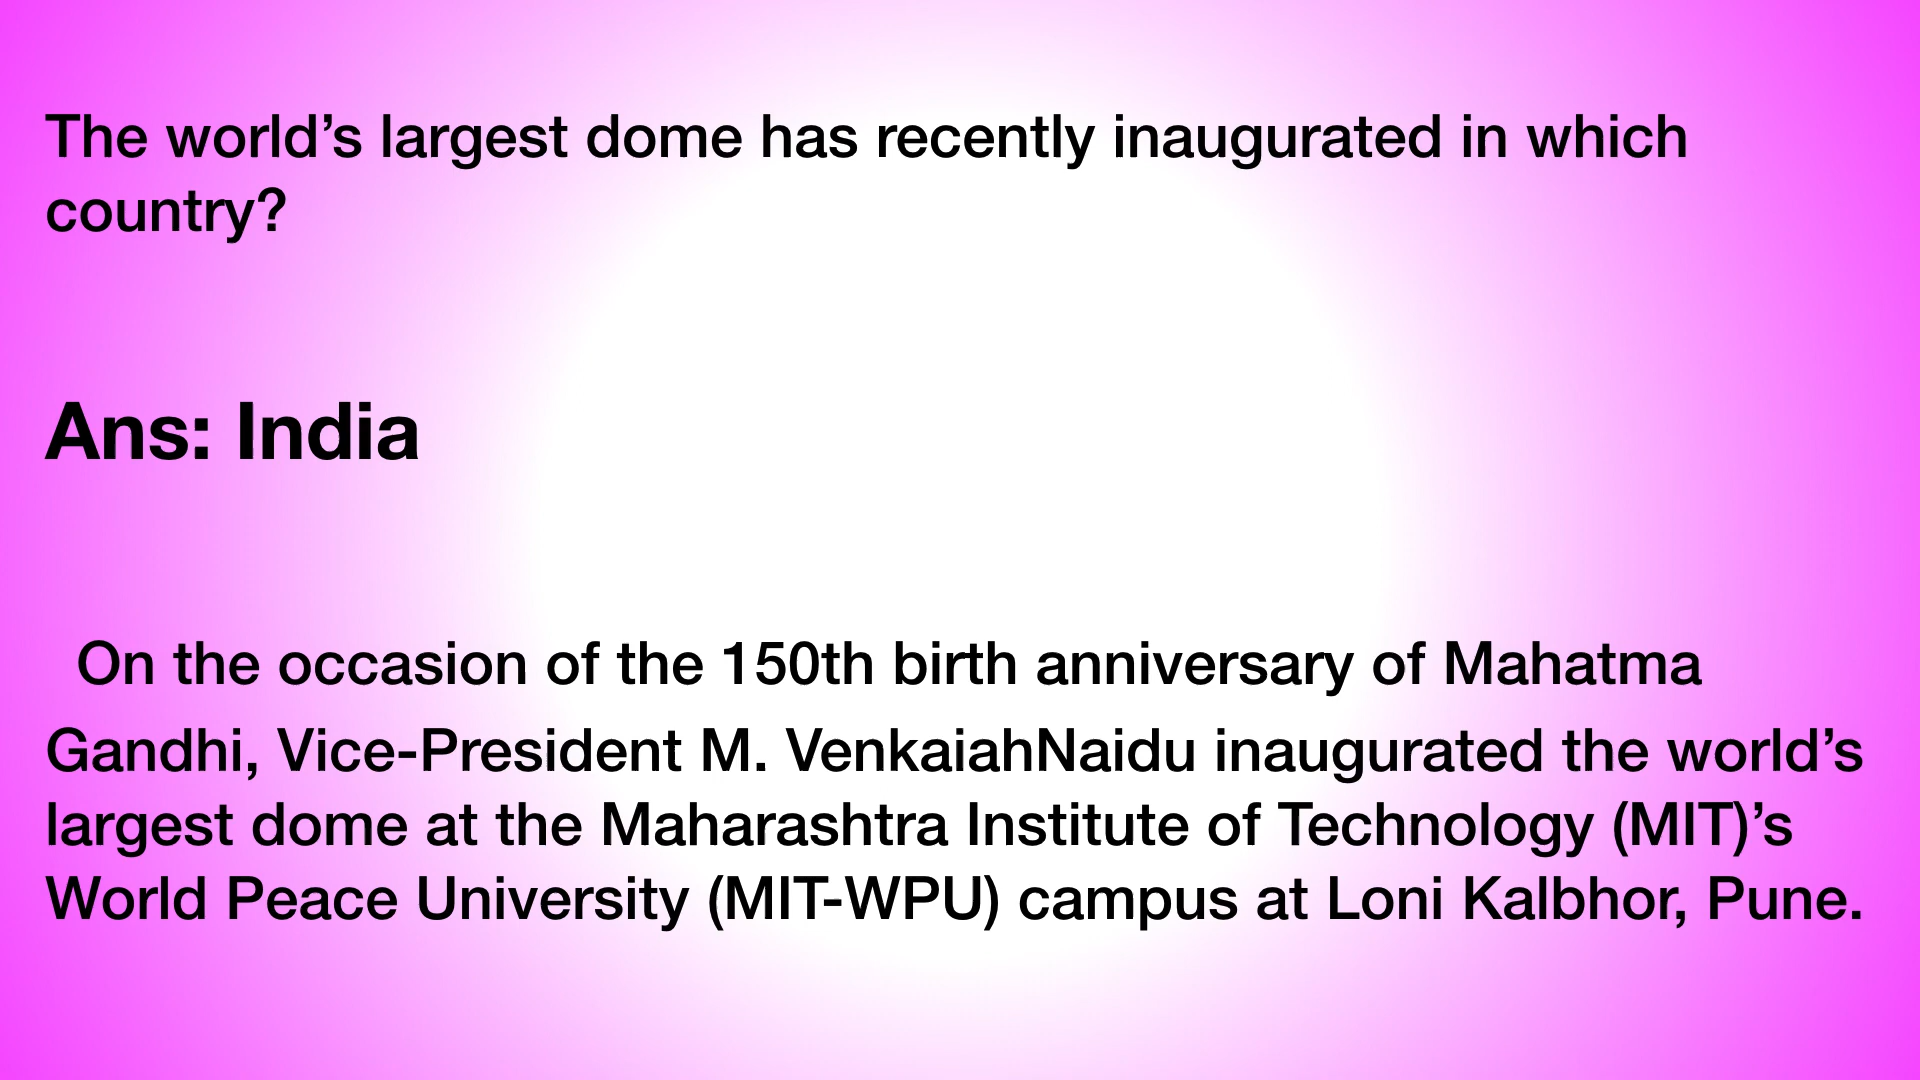 The world’s largest dome has recently inaugurated in which
country?
Ans: India
On the occasion of the 150th birth anniversary of Mahatma
Gandhi, Vice-President M. VenkaiahNaidu inaugurated the world’s
largest dome at the Maharashtra Institute of Technology (MIT)’s
World Peace University (MIT-WPU) campus at Loni Kalbhor, Pune.